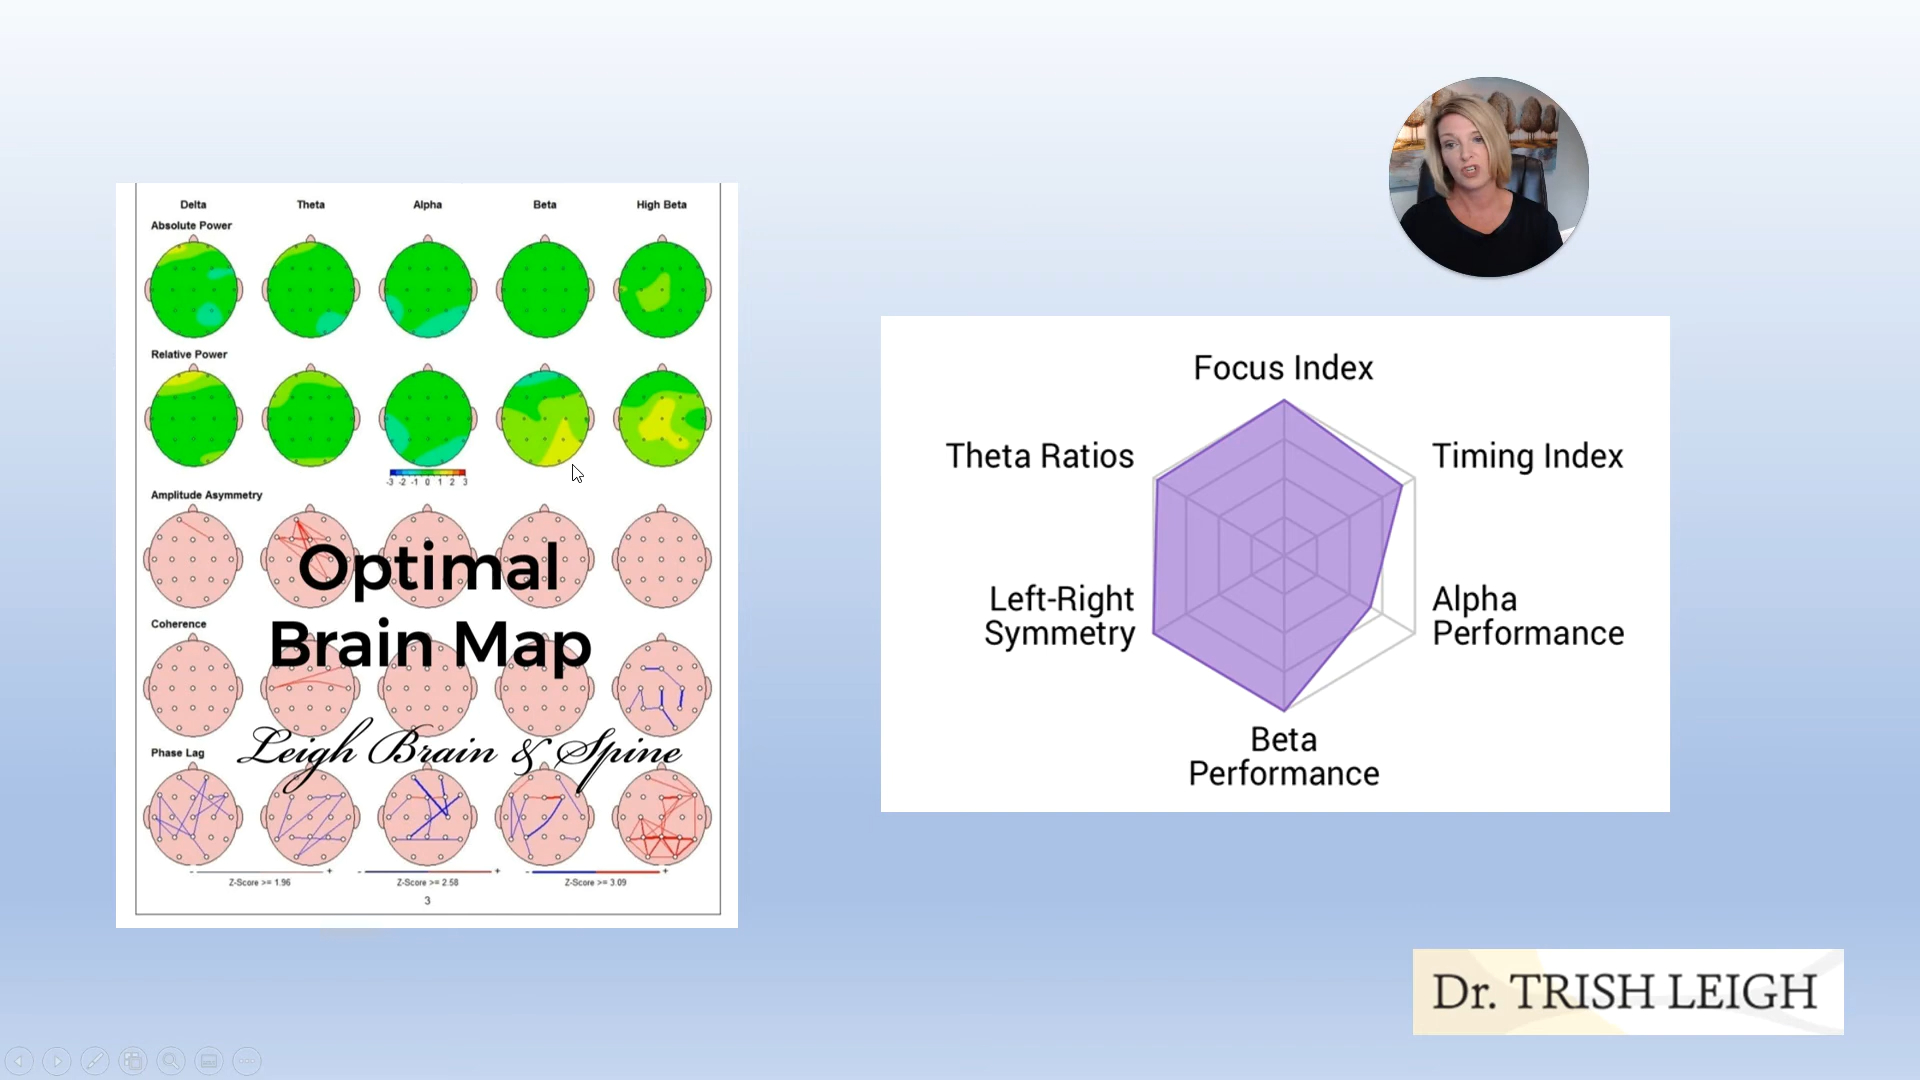 Delta Theta Alpha Beta High Beta
Absolute Power
Relative Power
-3 -2 -1 0 1 2 3
Amplitude Asymmetry
Optimal
Coherence
Brain Map
Leigh Brain & Spine
Phase Lag
- + - + - +
Z-Score >= 1.96 Z-Score >= 2.58 Z-Score >= 3.09
3
Focus Index
Theta Ratios
Timing Index
Left-Right
Symmetry
Alpha
Performance
Beta
Performance
Dr. TRISH LEIGH